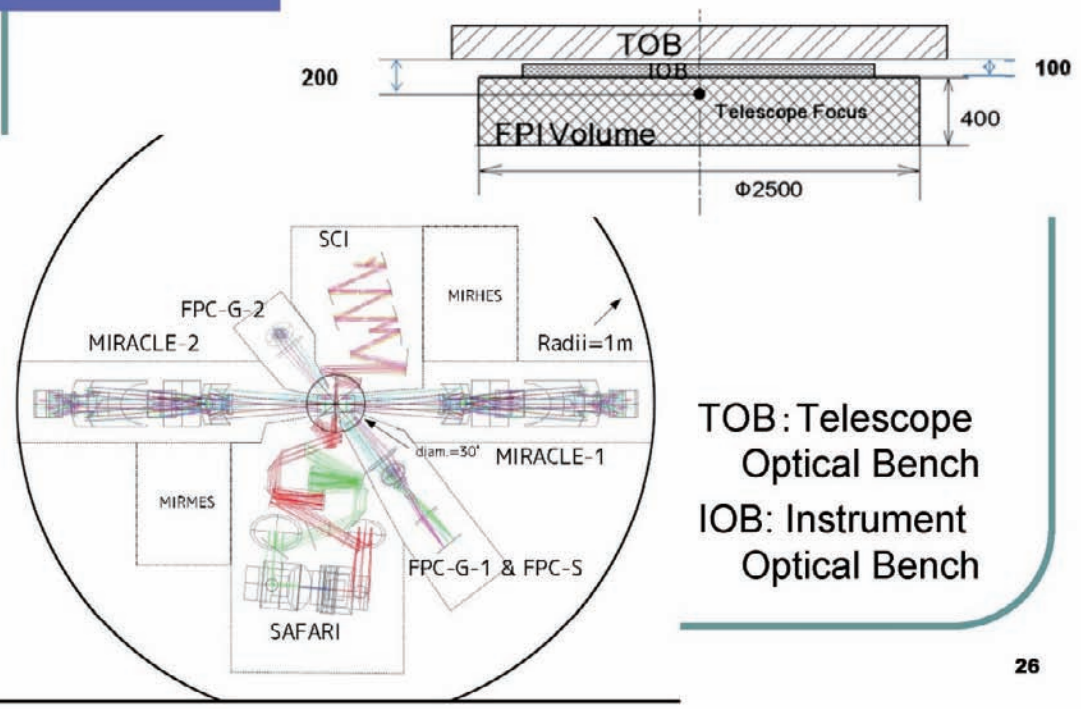 TOB
200
IOB
100
Telescope Focus
400
FPI Volume
Φ2500
SCI
MIRHES
FPC-G-2
MIRACLE-2
Radii=1m
diam.=30'
MIRACLE-1
MIRMES
FPC-G-1 & FPC-S
SAFARI
TOB: Telescope
Optical Bench
IOB: Instrument
Optical Bench
26